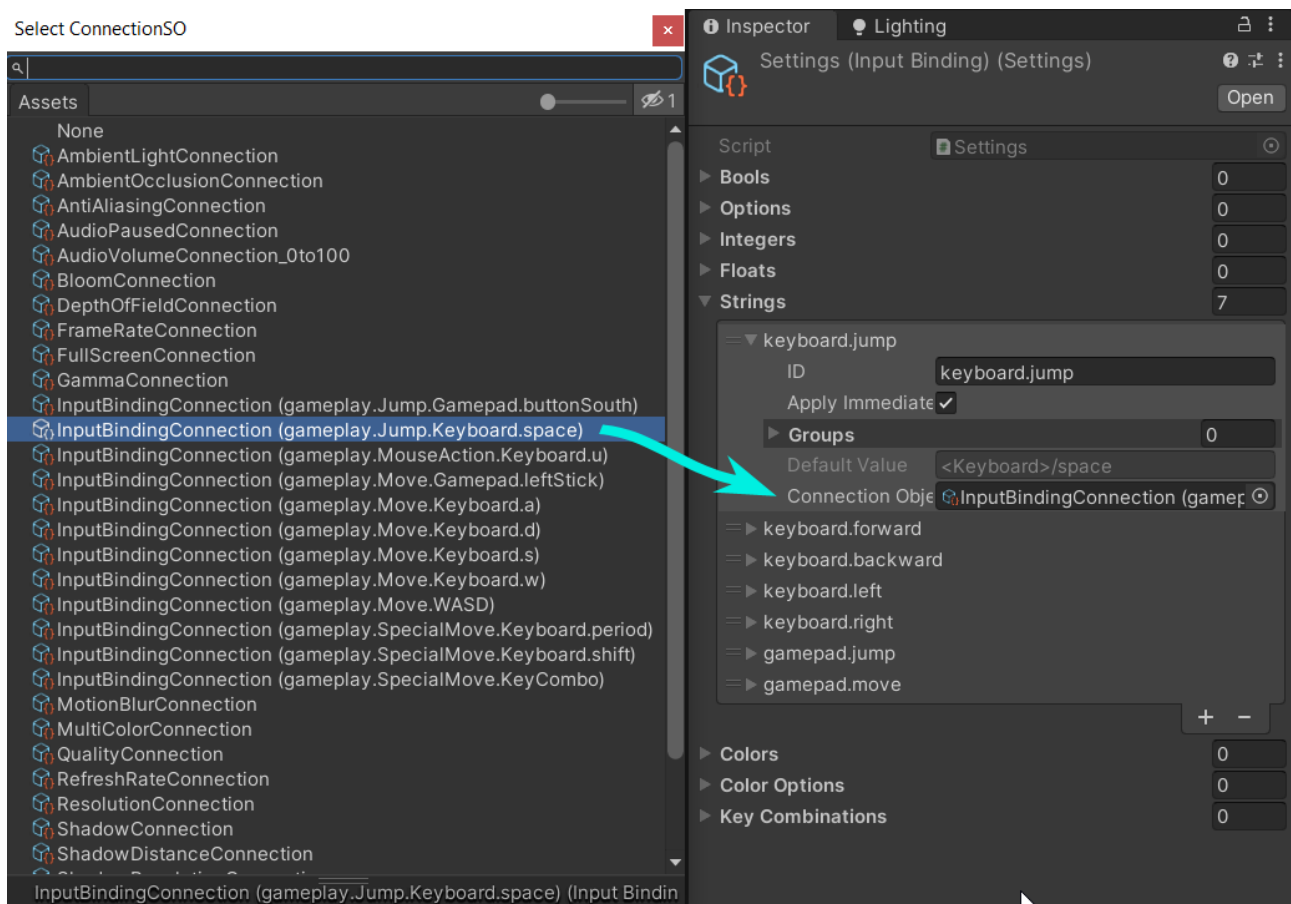 Select ConnectionSO
Assets
1
None
AmbientLightConnection
AmbientOcclusionConnection
AntiAliasingConnection
AudioPausedConnection
AudioVolumeConnection_0to100
BloomConnection
DepthOfFieldConnection
FrameRateConnection
FullScreenConnection
GammaConnection
InputBindingConnection (gameplay.Jump.Gamepad.buttonSouth)
InputBindingConnection (gameplay.Jump.Keyboard.space)
InputBindingConnection (gameplay.MouseAction.Keyboard.u)
InputBindingConnection (gameplay.Move.Gamepad.leftStick)
InputBindingConnection (gameplay.Move.Keyboard.a)
InputBindingConnection (gameplay.Move.Keyboard.d)
InputBindingConnection (gameplay.Move.Keyboard.s)
InputBindingConnection (gameplay.Move.Keyboard.w)
InputBindingConnection (gameplay.Move.WASD)
InputBindingConnection (gameplay.SpecialMove.Keyboard.period)
InputBindingConnection (gameplay.SpecialMove.Keyboard.shift)
InputBindingConnection (gameplay.SpecialMove.KeyCombo)
MotionBlurConnection
MultiColorConnection
QualityConnection
RefreshRateConnection
ResolutionConnection
ShadowConnection
ShadowDistanceConnection
InputBindingConnection (gameplay.Jump.Keyboard.space) (Input Bindin
Inspector Lighting
Settings (Input Binding) (Settings)
Open
Script Settings
Bools 0
Options 0
Integers 0
Floats 0
Strings 7
keyboard.jump
ID keyboard.jump
Apply Immediate
Groups 0
Default Value <Keyboard>/space
Connection Obje InputBindingConnection (gamep
keyboard.forward
keyboard.backward
keyboard.left
keyboard.right
gamepad.jump
gamepad.move
+ -
Colors 0
Color Options 0
Key Combinations 0